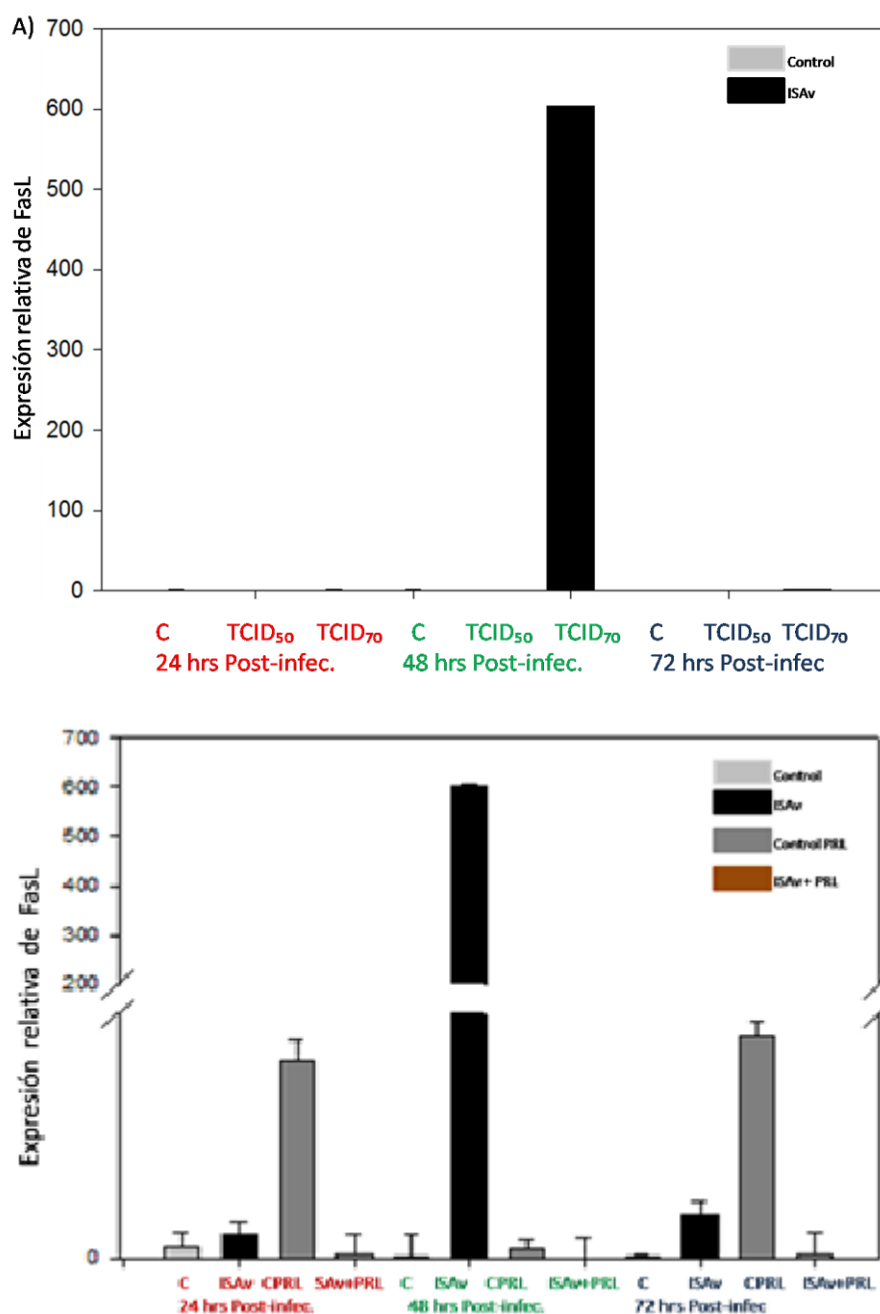 A)
700
600
500
400
300
200
100
0
Expresión relativa de FasL
Control
ISAv
C TCID₅₀ TCID₇₀ C TCID₅₀ TCID₇₀ C TCID₅₀ TCID₇₀
24 hrs Post-infec. 48 hrs Post-infec. 72 hrs Post-infec
700
600
500
400
300
200
0
Expresión relativa de FasL
Control
ISAv
Control PRL
ISAv+ PRL
C ISAv CPRL SAv+PRL C ISAv CPRL ISAv+PRL C ISAv CPRL ISAv+PRL
24 hrs Post-infec. 48 hrs Post-infec. 72 hrs Post-infec